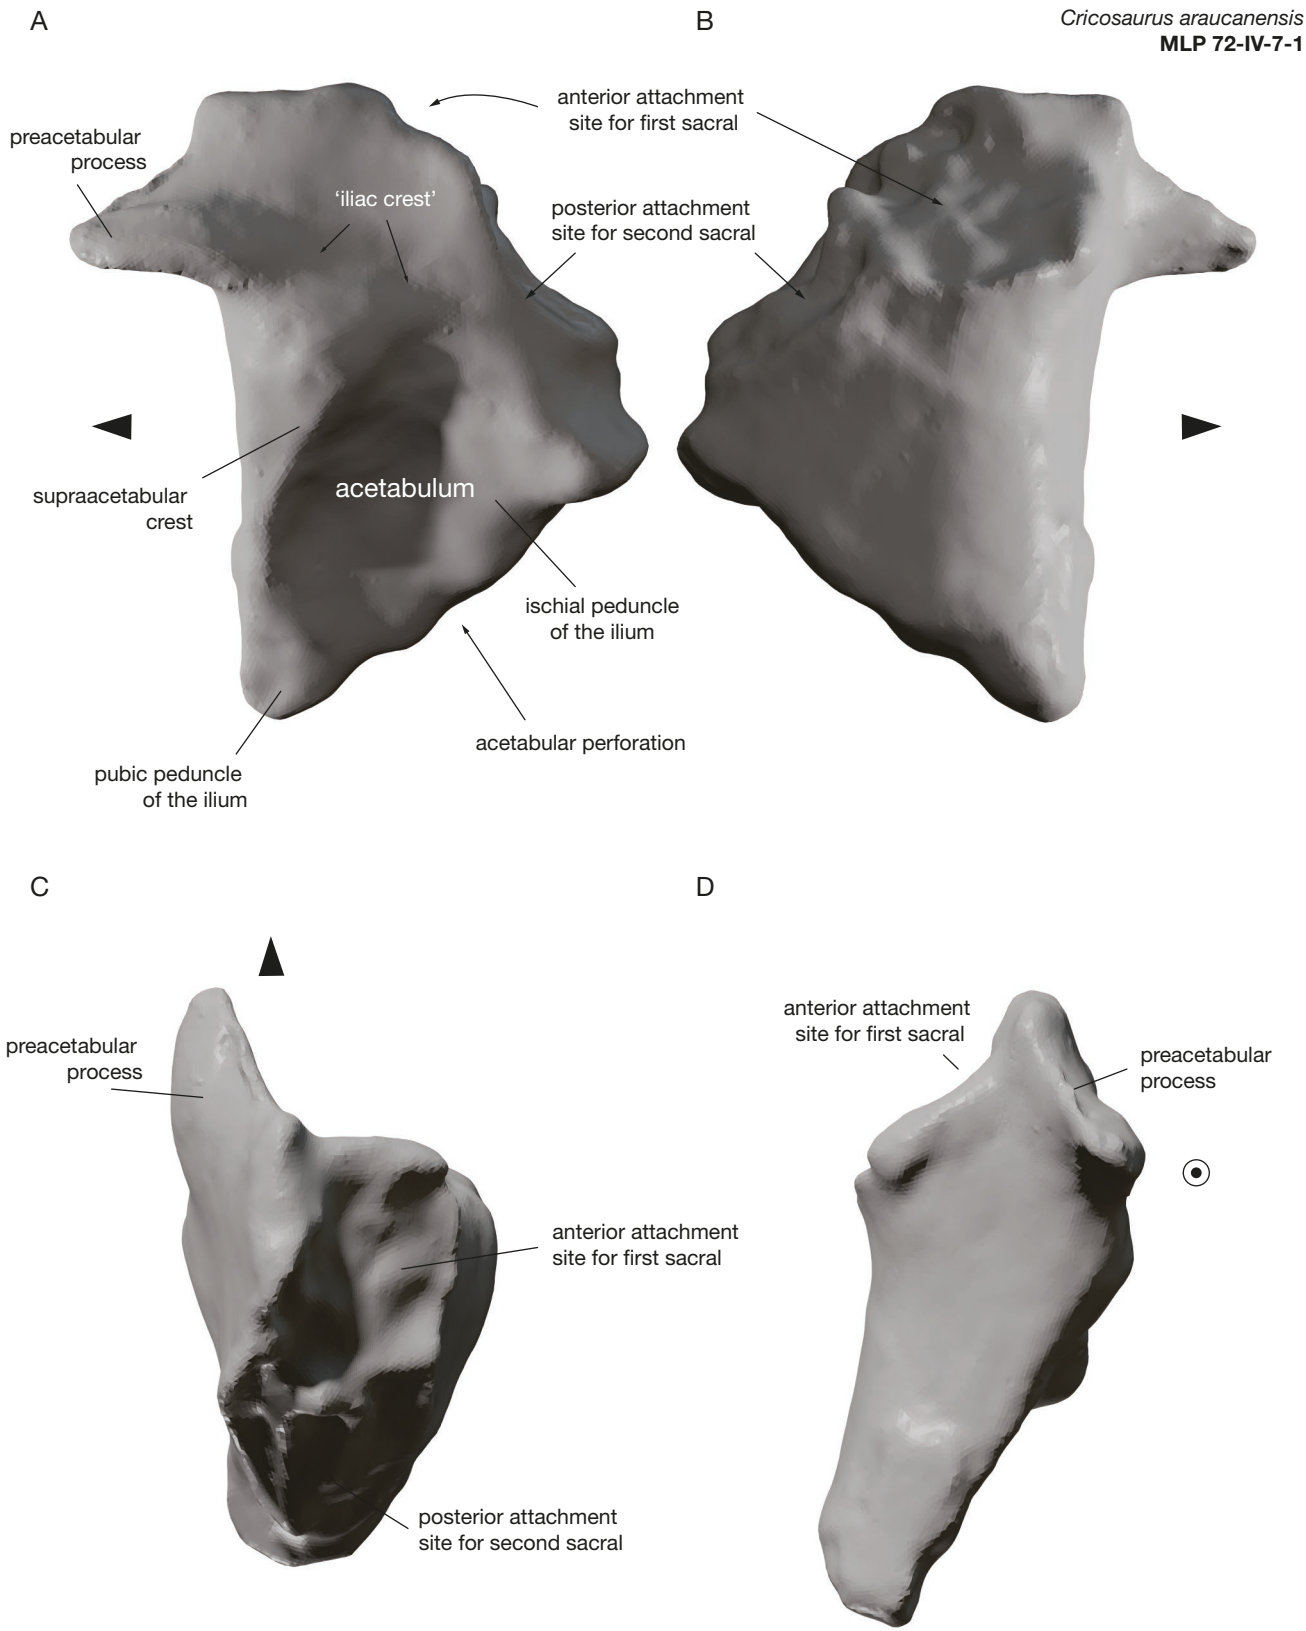 A
B
Cricosaurus araucanensis
MLP 72-IV-7-1
anterior attachment
site for first sacral
preacetabular
process
'iliac crest'
posterior attachment
site for second sacral
acetabulum
supraacetabular
crest
ischial peduncle
of the ilium
acetabular perforation
pubic peduncle
of the ilium
C
D
preacetabular
process
anterior attachment
site for first sacral
preacetabular
process
anterior attachment
site for first sacral
posterior attachment
site for second sacral